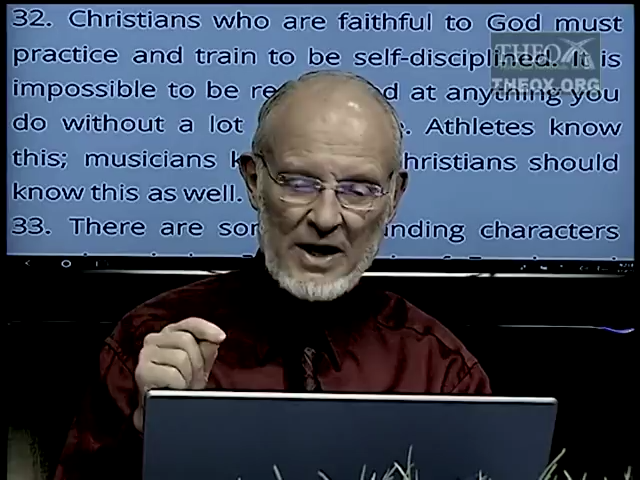 32. Christians who are faithful to God must
practice and train to be self-disciplined. It is
impossible to be at anything you
do without a lot Athletes know
this; musicians Christians should
know this as well.
33. There are characters
THEOX
THEOX.ORG